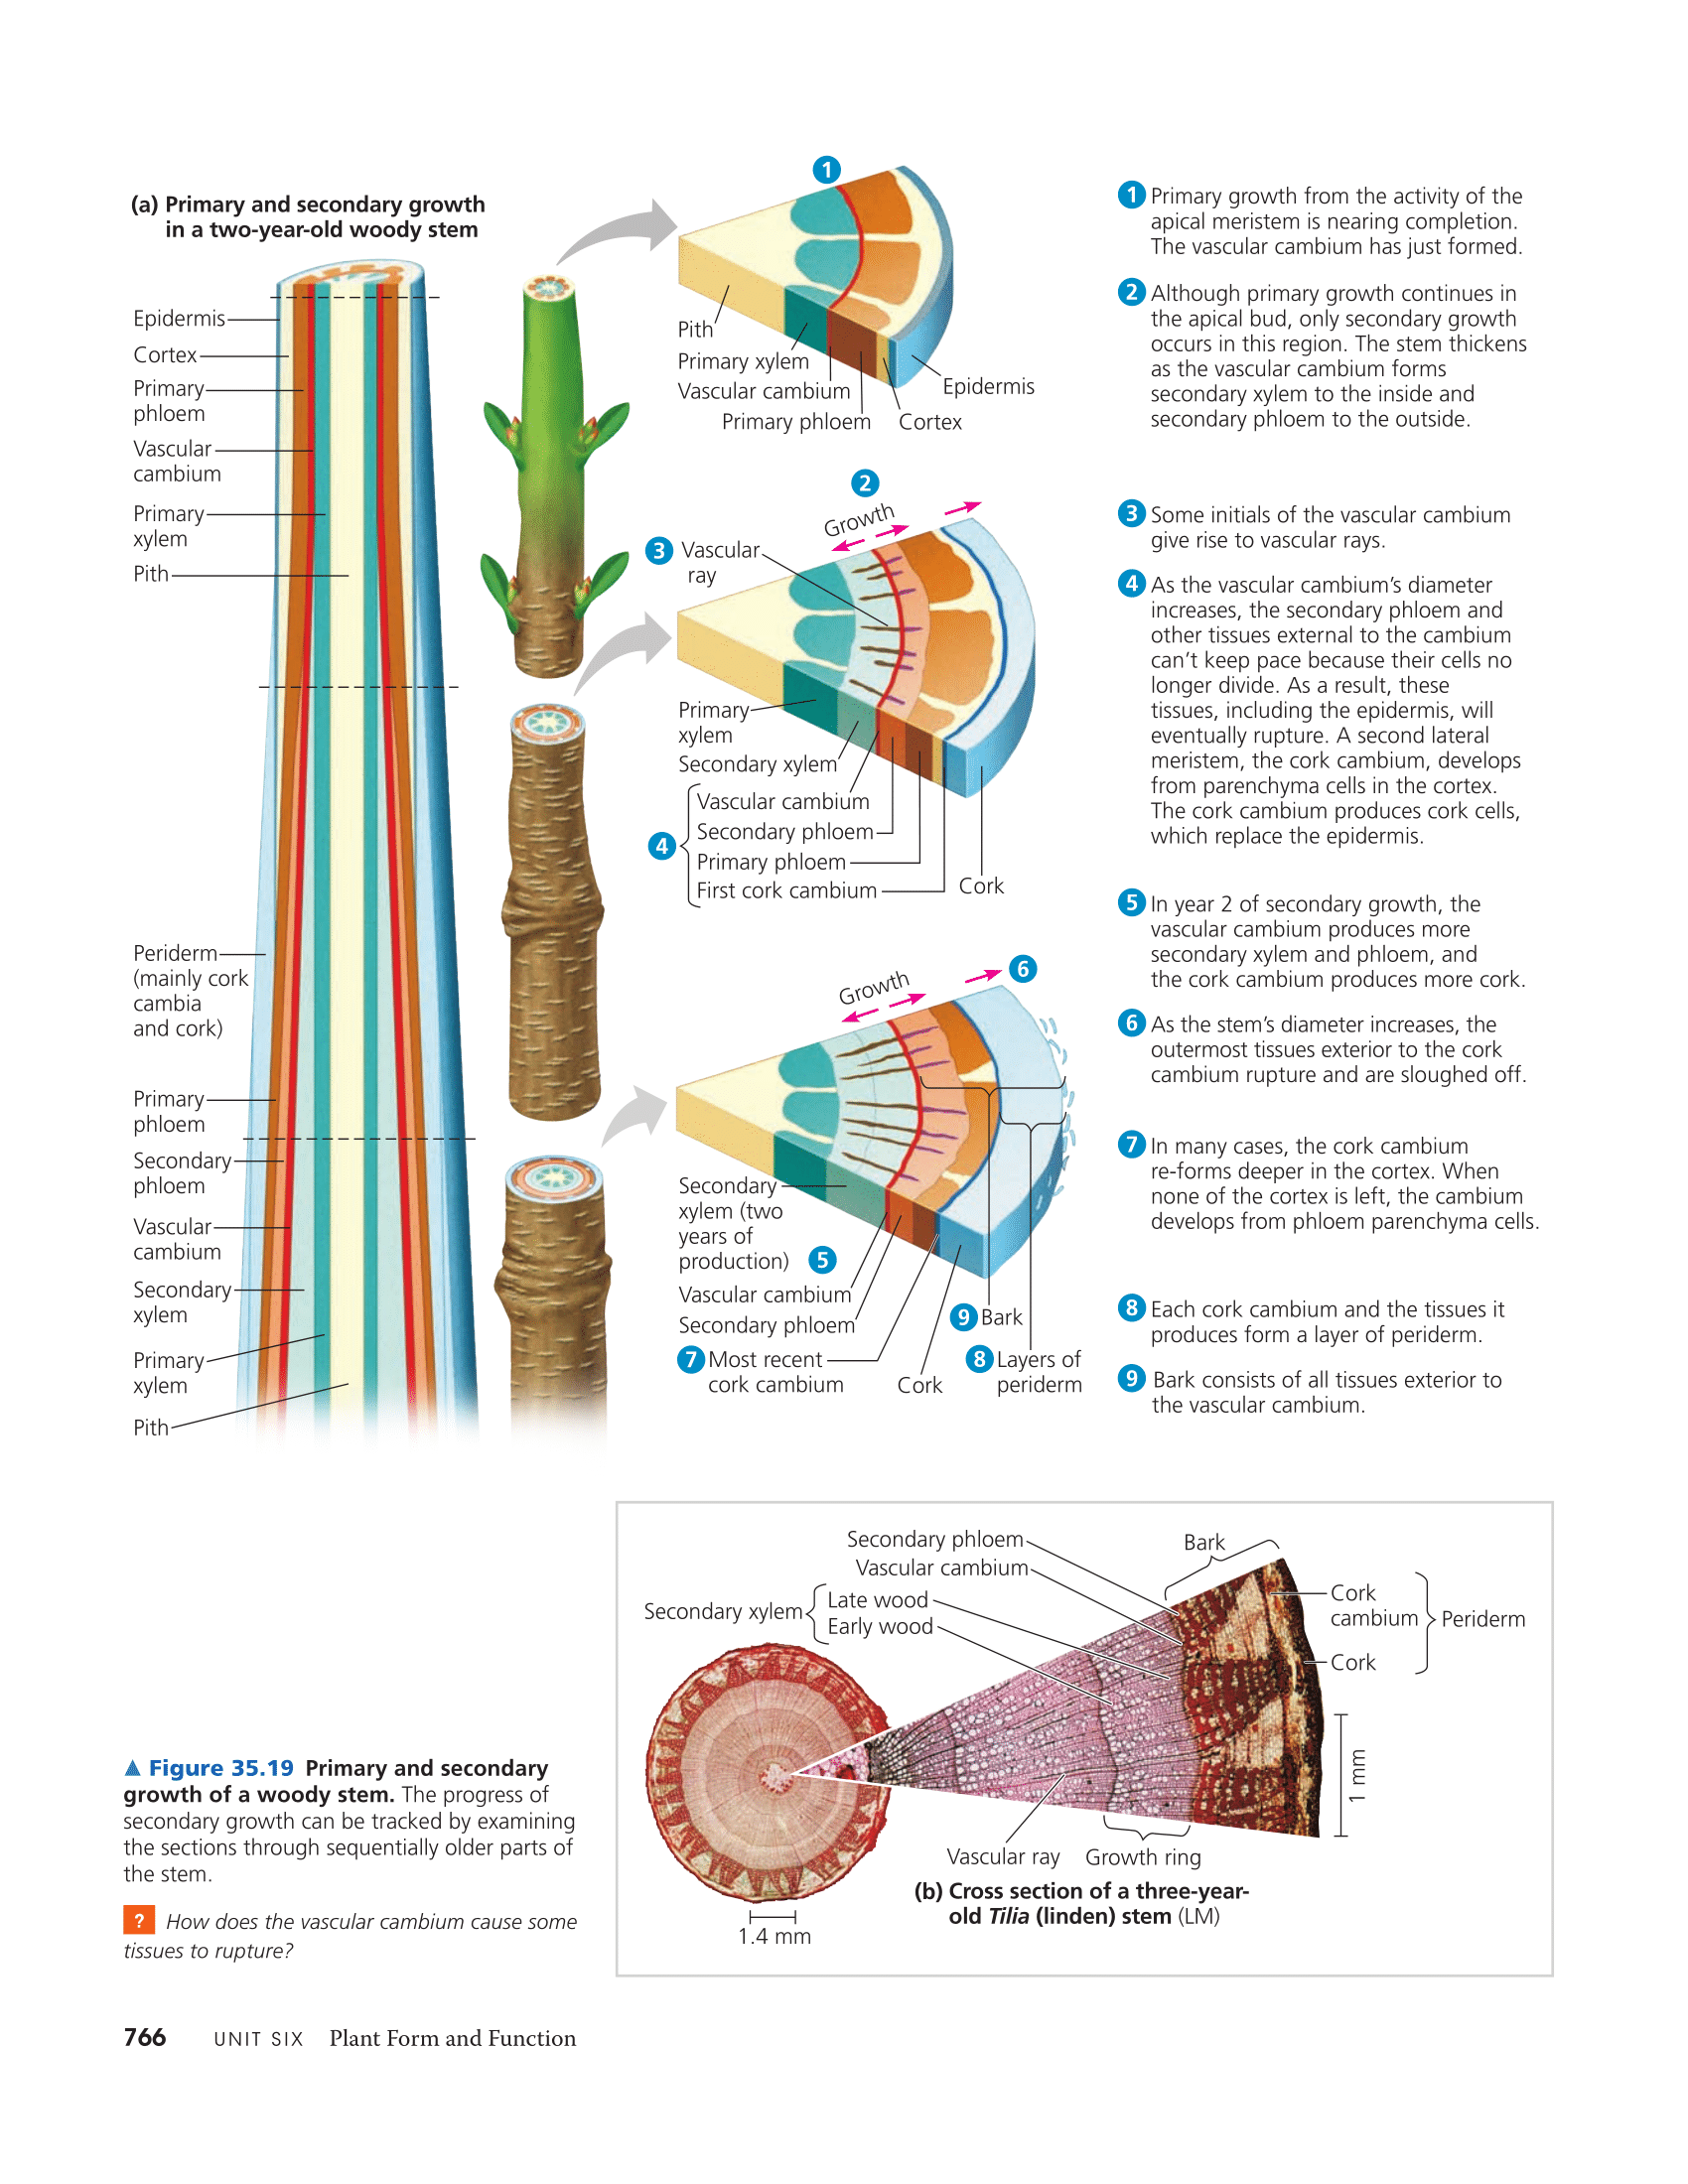 (a) Primary and secondary growth
in a two-year-old woody stem
Epidermis
Cortex
Primary
phloem
Vascular
cambium
Primary
xylem
Pith
Periderm
(mainly cork
cambia
and cork)
Primary
phloem
Secondary
phloem
Vascular
cambium
Secondary
xylem
Primary
xylem
Pith
1
Pith
Primary xylem
Vascular cambium
Primary phloem
Cortex
Epidermis
2
Growth
3 Vascular
ray
Primary
xylem
Secondary xylem
4
Vascular cambium
Secondary phloem
Primary phloem
First cork cambium
Cork
Growth
6
Secondary
xylem (two
years of
production) 5
Vascular cambium
Secondary phloem
7 Most recent
cork cambium
Cork
9 Bark
8 Layers of
periderm
1 Primary growth from the activity of the
apical meristem is nearing completion.
The vascular cambium has just formed.
2 Although primary growth continues in
the apical bud, only secondary growth
occurs in this region. The stem thickens
as the vascular cambium forms
secondary xylem to the inside and
secondary phloem to the outside.
3 Some initials of the vascular cambium
give rise to vascular rays.
4 As the vascular cambium’s diameter
increases, the secondary phloem and
other tissues external to the cambium
can’t keep pace because their cells no
longer divide. As a result, these
tissues, including the epidermis, will
eventually rupture. A second lateral
meristem, the cork cambium, develops
from parenchyma cells in the cortex.
The cork cambium produces cork cells,
which replace the epidermis.
5 In year 2 of secondary growth, the
vascular cambium produces more
secondary xylem and phloem, and
the cork cambium produces more cork.
6 As the stem’s diameter increases, the
outermost tissues exterior to the cork
cambium rupture and are sloughed off.
7 In many cases, the cork cambium
re-forms deeper in the cortex. When
none of the cortex is left, the cambium
develops from phloem parenchyma cells.
8 Each cork cambium and the tissues it
produces form a layer of periderm.
9 Bark consists of all tissues exterior to
the vascular cambium.
Secondary phloem
Vascular cambium
Secondary xylem
Late wood
Early wood
Bark
Cork
cambium
Periderm
Cork
1 mm
Vascular ray
Growth ring
(b) Cross section of a three-year-
old Tilia (linden) stem (LM)
1.4 mm
▲ Figure 35.19 Primary and secondary
growth of a woody stem. The progress of
secondary growth can be tracked by examining
the sections through sequentially older parts of
the stem.
? How does the vascular cambium cause some
tissues to rupture?
766 UNIT SIX Plant Form and Function